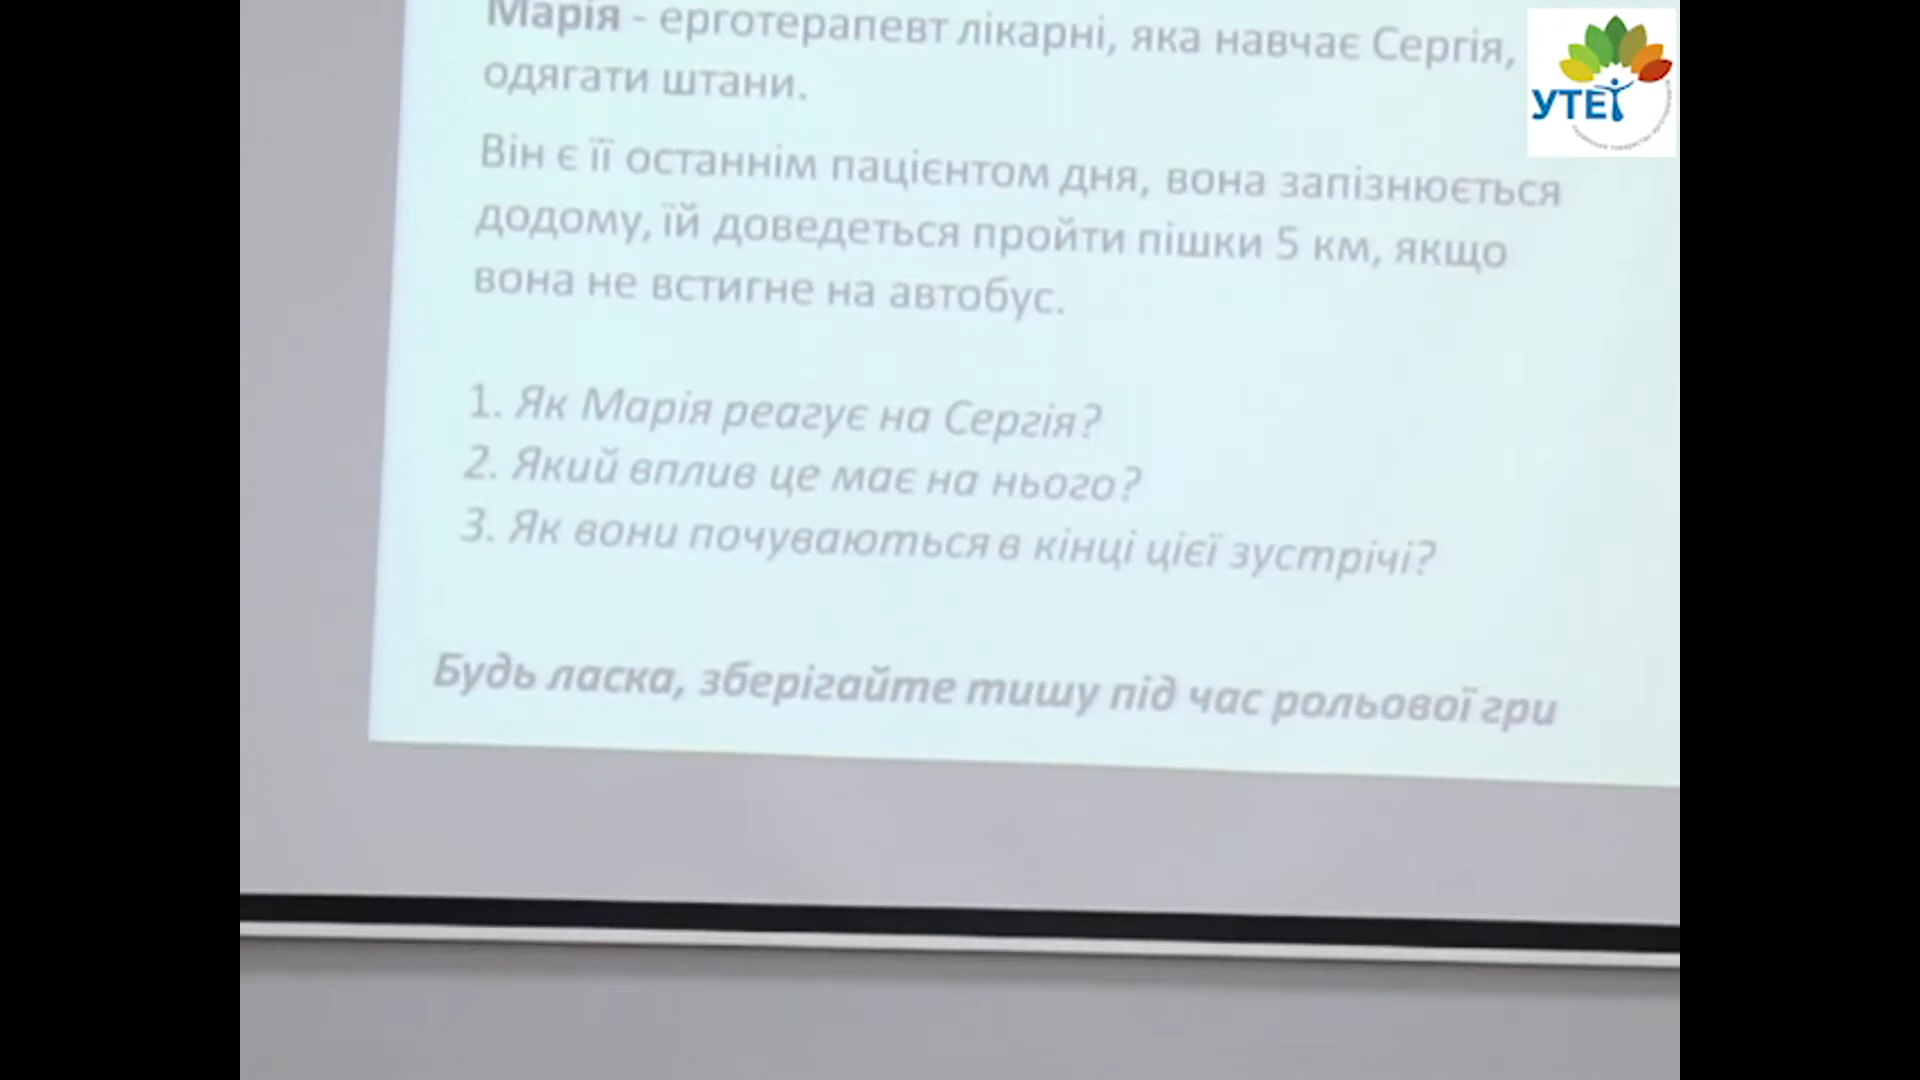 Марія - ерготерапевт лікарні, яка навчає Сергія,
одягати штани.
Він є її останнім пацієнтом дня, вона запізнюється
додому, їй доведеться пройти пішки 5 км, якщо
вона не встигне на автобус.
1. Як Марія реагує на Сергія?
2. Який вплив це має на нього?
3. Як вони почуваються в кінці цієї зустрічі?
Будь ласка, зберігайте тишу під час рольової гри
УТЕТ